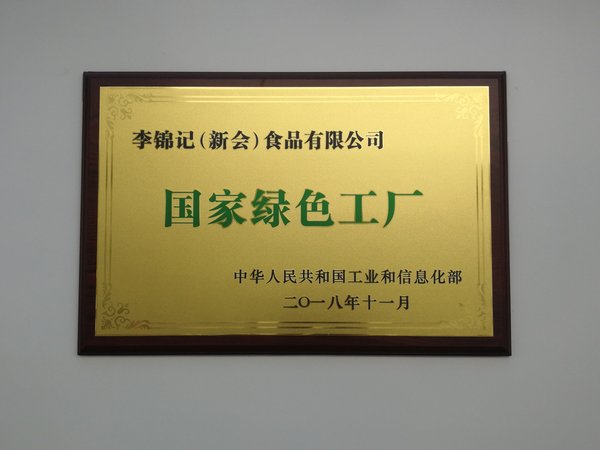 李锦记(新会)食品有限公司
国家绿色工厂
中华人民共和国工业和信息化部
二〇一八年十一月